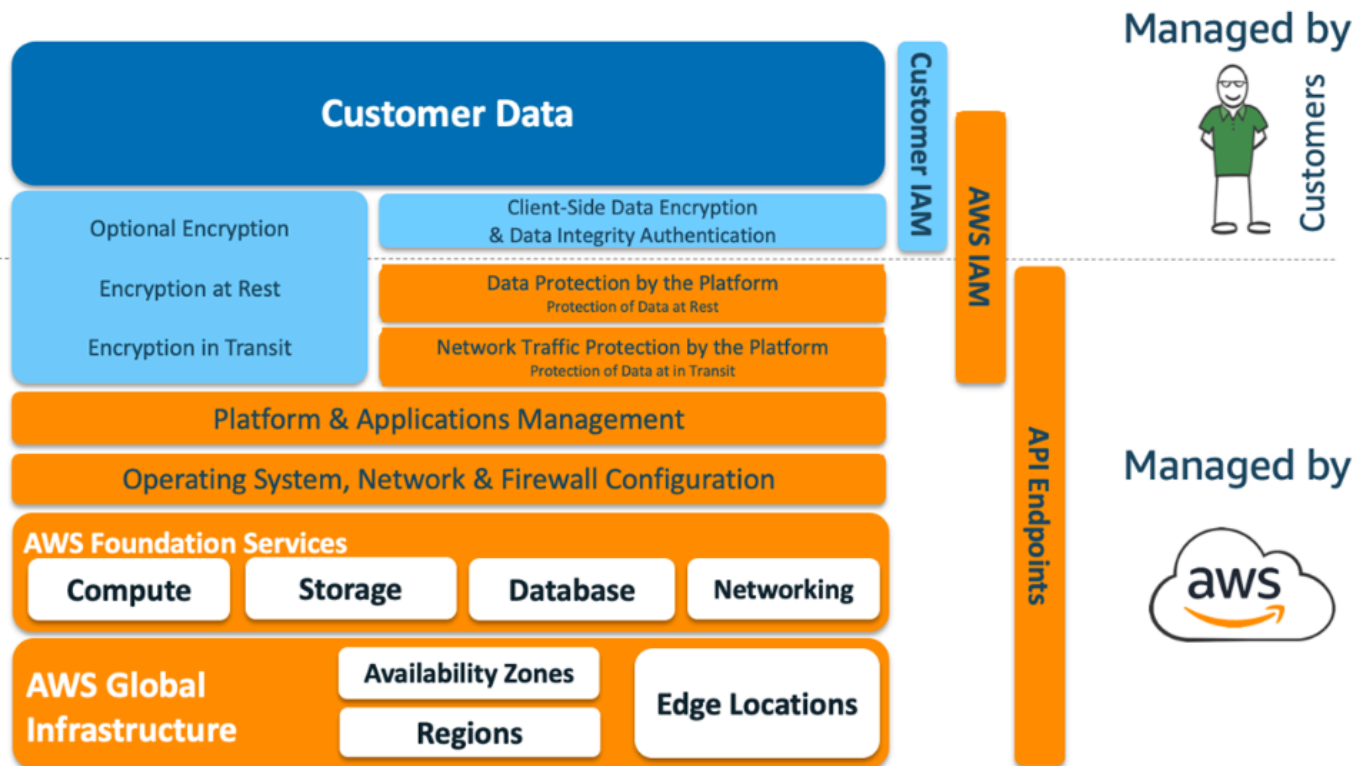 Managed by
Customers
Customer Data
Customer IAM
AWS IAM
Optional Encryption
Encryption at Rest
Encryption in Transit
Client-Side Data Encryption
& Data Integrity Authentication
Data Protection by the Platform
Protection of Data at Rest
Network Traffic Protection by the Platform
Protection of Data at in Transit
Platform & Applications Management
Operating System, Network & Firewall Configuration
API Endpoints
Managed by
aws
AWS Foundation Services
Compute
Storage
Database
Networking
AWS Global
Infrastructure
Availability Zones
Regions
Edge Locations